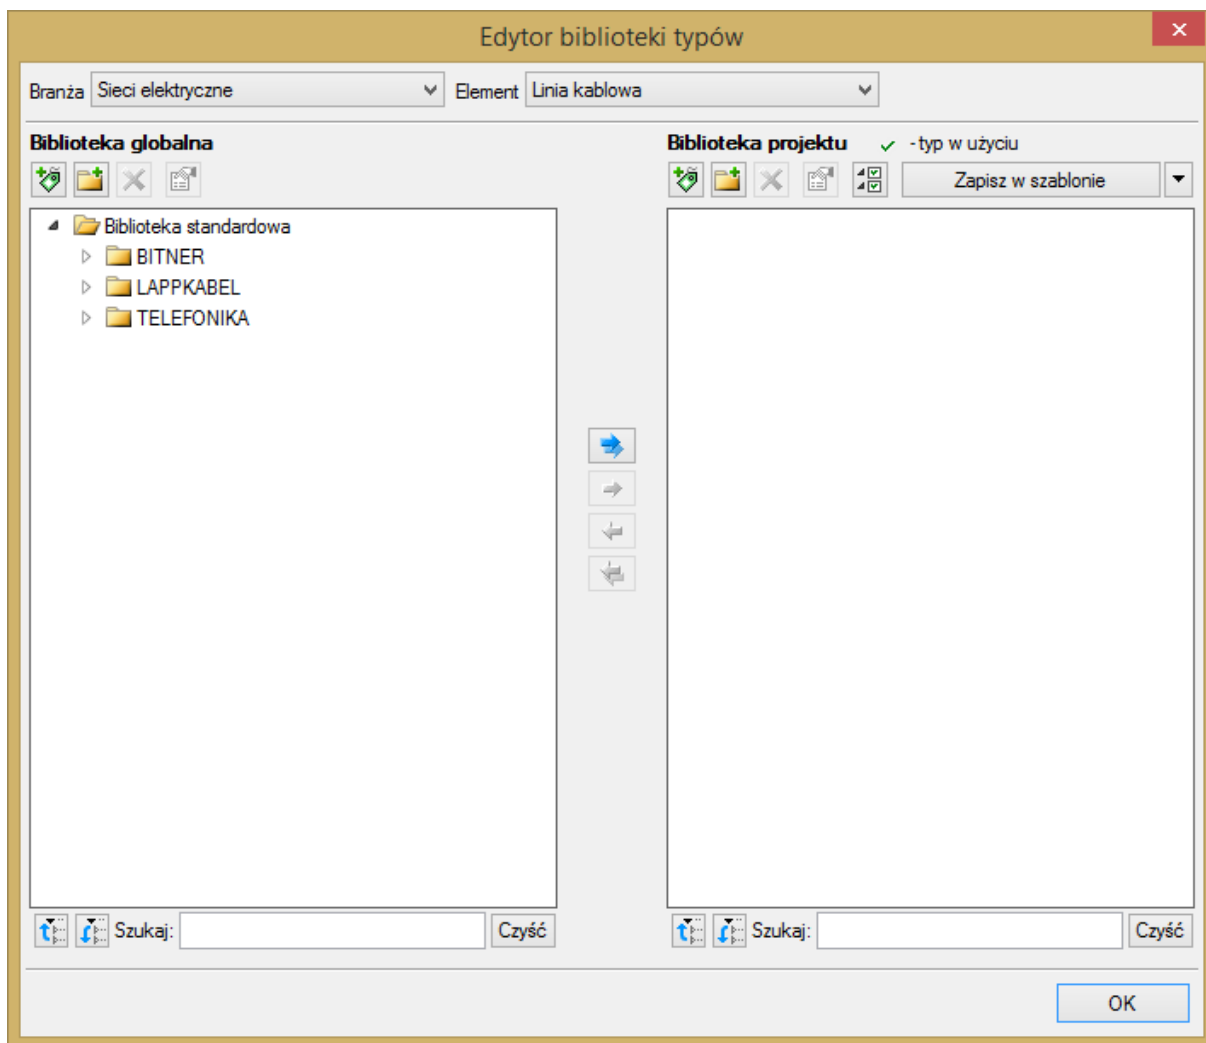 Edytor biblioteki typów
Branża Sieci elektryczne Element Linia kablowa
Biblioteka globalna
Biblioteka projektu - typ w użyciu
Zapisz w szablonie
Biblioteka standardowa
BITNER
LAPPKABEL
TELEFONIKA
Szukaj: Czyść
Szukaj: Czyść
OK